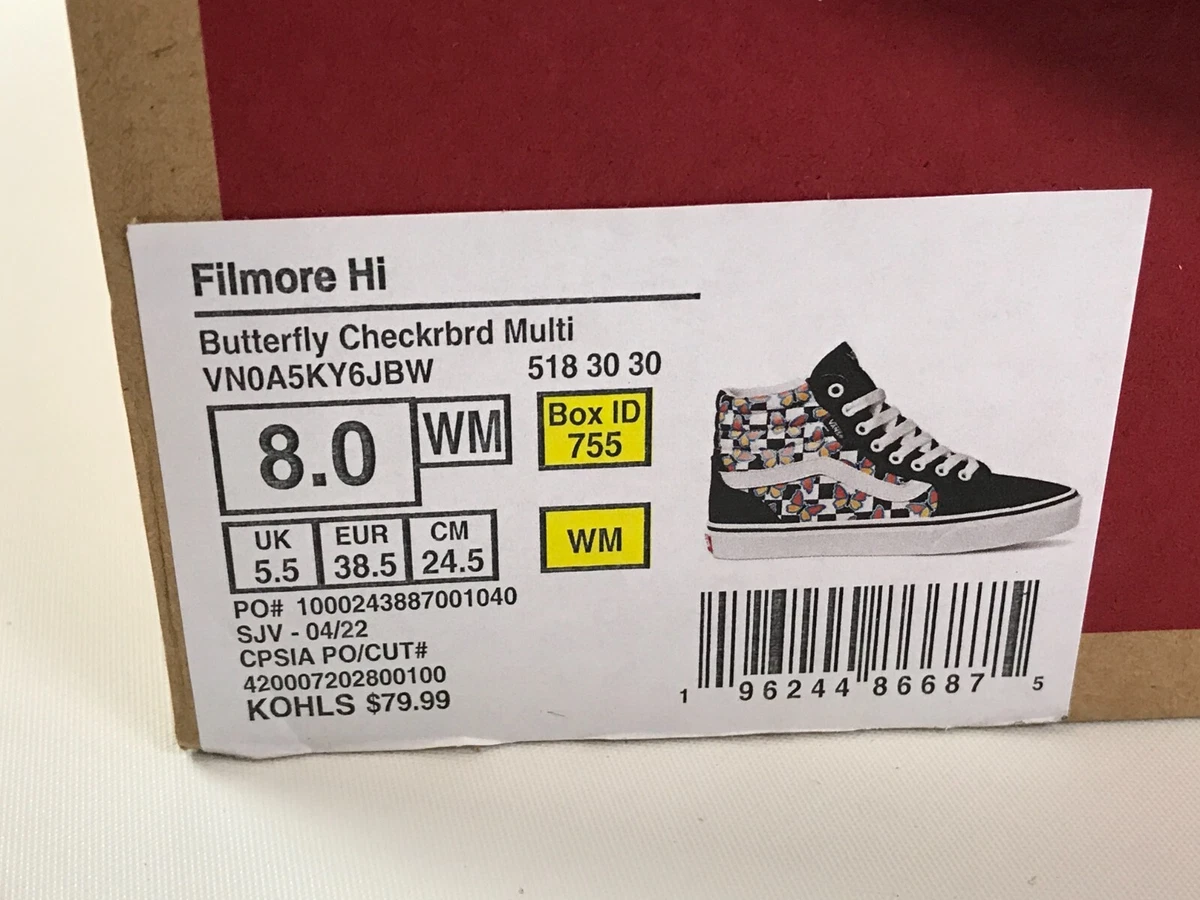 Filmore Hi
Butterfly Checkrbrd Multi
VN0A5KY6JBW 518 30 30
8.0 WM
Box ID
755
UK EUR CM
5.5 38.5 24.5
WM
PO# 1000243887001040
SJV - 04/22
CPSIA PO/CUT#
420007202800100
KOHLS $79.99
VANS
1 96244 86687 5